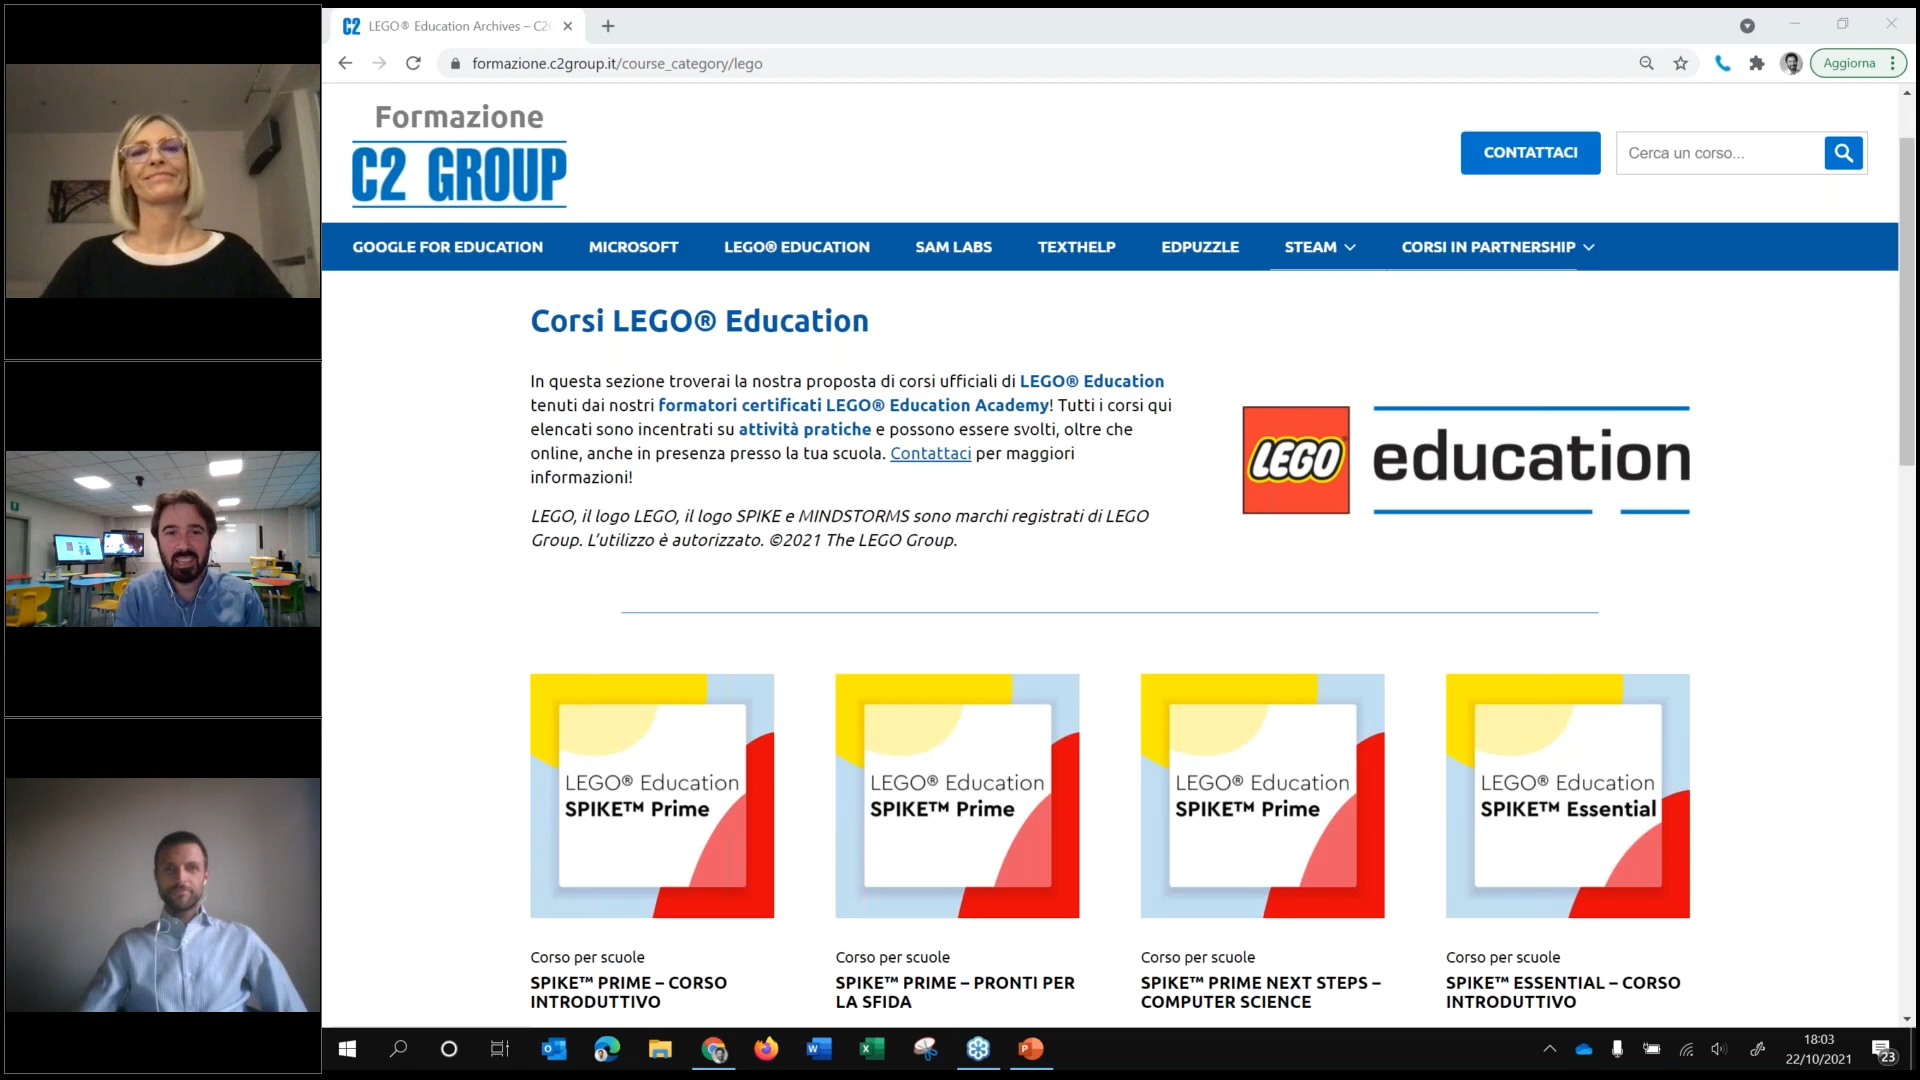 C2 LEGO® Education Archives – C2
formazione.c2group.it/course_category/lego
Aggiorna
Formazione
C2 GROUP
CONTATTACI
Cerca un corso...
GOOGLE FOR EDUCATION MICROSOFT LEGO® EDUCATION SAM LABS TEXTHELP EDPUZZLE STEAM CORSI IN PARTNERSHIP
Corsi LEGO® Education
In questa sezione troverai la nostra proposta di corsi ufficiali di LEGO® Education
tenuti dai nostri formatori certificati LEGO® Education Academy! Tutti i corsi qui
elencati sono incentrati su attività pratiche e possono essere svolti, oltre che
online, anche in presenza presso la tua scuola. Contattaci per maggiori
informazioni!
LEGO, il logo LEGO, il logo SPIKE e MINDSTORMS sono marchi registrati di LEGO
Group. L'utilizzo è autorizzato. ©2021 The LEGO Group.
LEGO education
LEGO® Education
SPIKE™ Prime
Corso per scuole
SPIKE™ PRIME – CORSO
INTRODUTTIVO
LEGO® Education
SPIKE™ Prime
Corso per scuole
SPIKE™ PRIME – PRONTI PER
LA SFIDA
LEGO® Education
SPIKE™ Prime
Corso per scuole
SPIKE™ PRIME NEXT STEPS –
COMPUTER SCIENCE
LEGO® Education
SPIKE™ Essential
Corso per scuole
SPIKE™ ESSENTIAL – CORSO
INTRODUTTIVO
18:03
22/10/2021
23